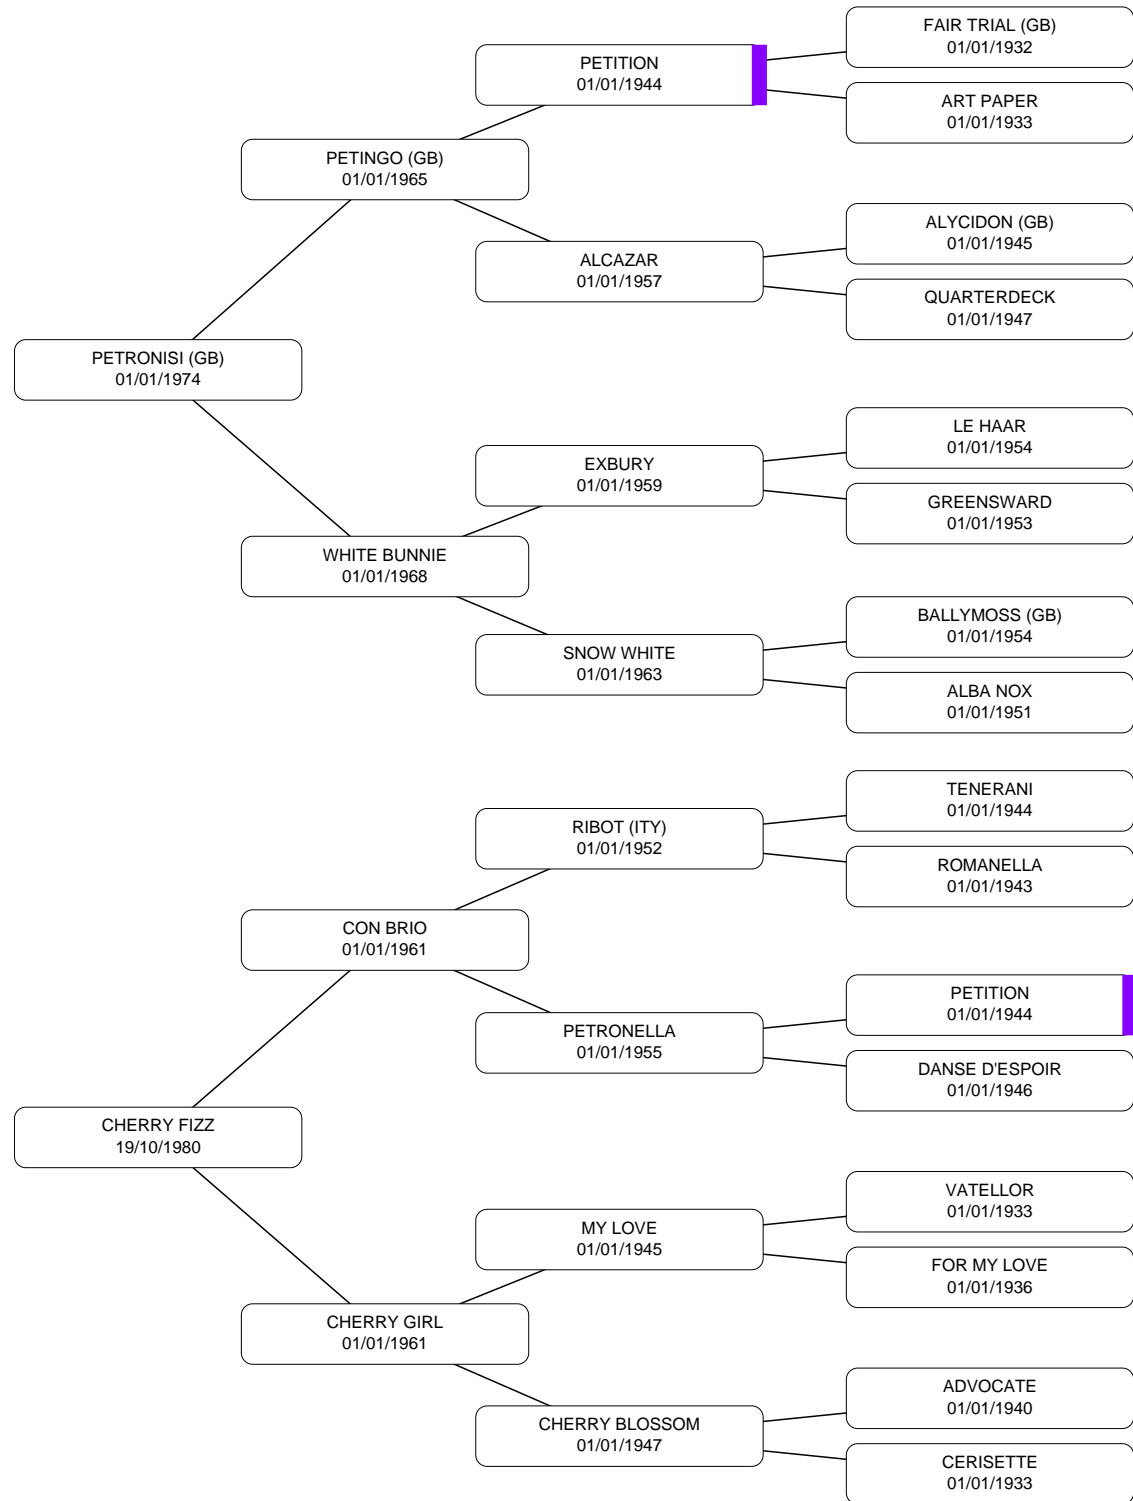 FAIR TRIAL (GB)
01/01/1932
PETITION
01/01/1944
ART PAPER
01/01/1933
PETINGO (GB)
01/01/1965
ALYCIDON (GB)
01/01/1945
ALCAZAR
01/01/1957
QUARTERDECK
01/01/1947
PETRONISI (GB)
01/01/1974
LE HAAR
01/01/1954
EXBURY
01/01/1959
GREENSWARD
01/01/1953
WHITE BUNNIE
01/01/1968
BALLYMOSS (GB)
01/01/1954
SNOW WHITE
01/01/1963
ALBA NOX
01/01/1951
TENERANI
01/01/1944
RIBOT (ITY)
01/01/1952
ROMANELLA
01/01/1943
CON BRIO
01/01/1961
PETITION
01/01/1944
PETRONELLA
01/01/1955
DANSE D'ESPOIR
01/01/1946
CHERRY FIZZ
19/10/1980
VATELLOR
01/01/1933
MY LOVE
01/01/1945
FOR MY LOVE
01/01/1936
CHERRY GIRL
01/01/1961
ADVOCATE
01/01/1940
CHERRY BLOSSOM
01/01/1947
CERISETTE
01/01/1933